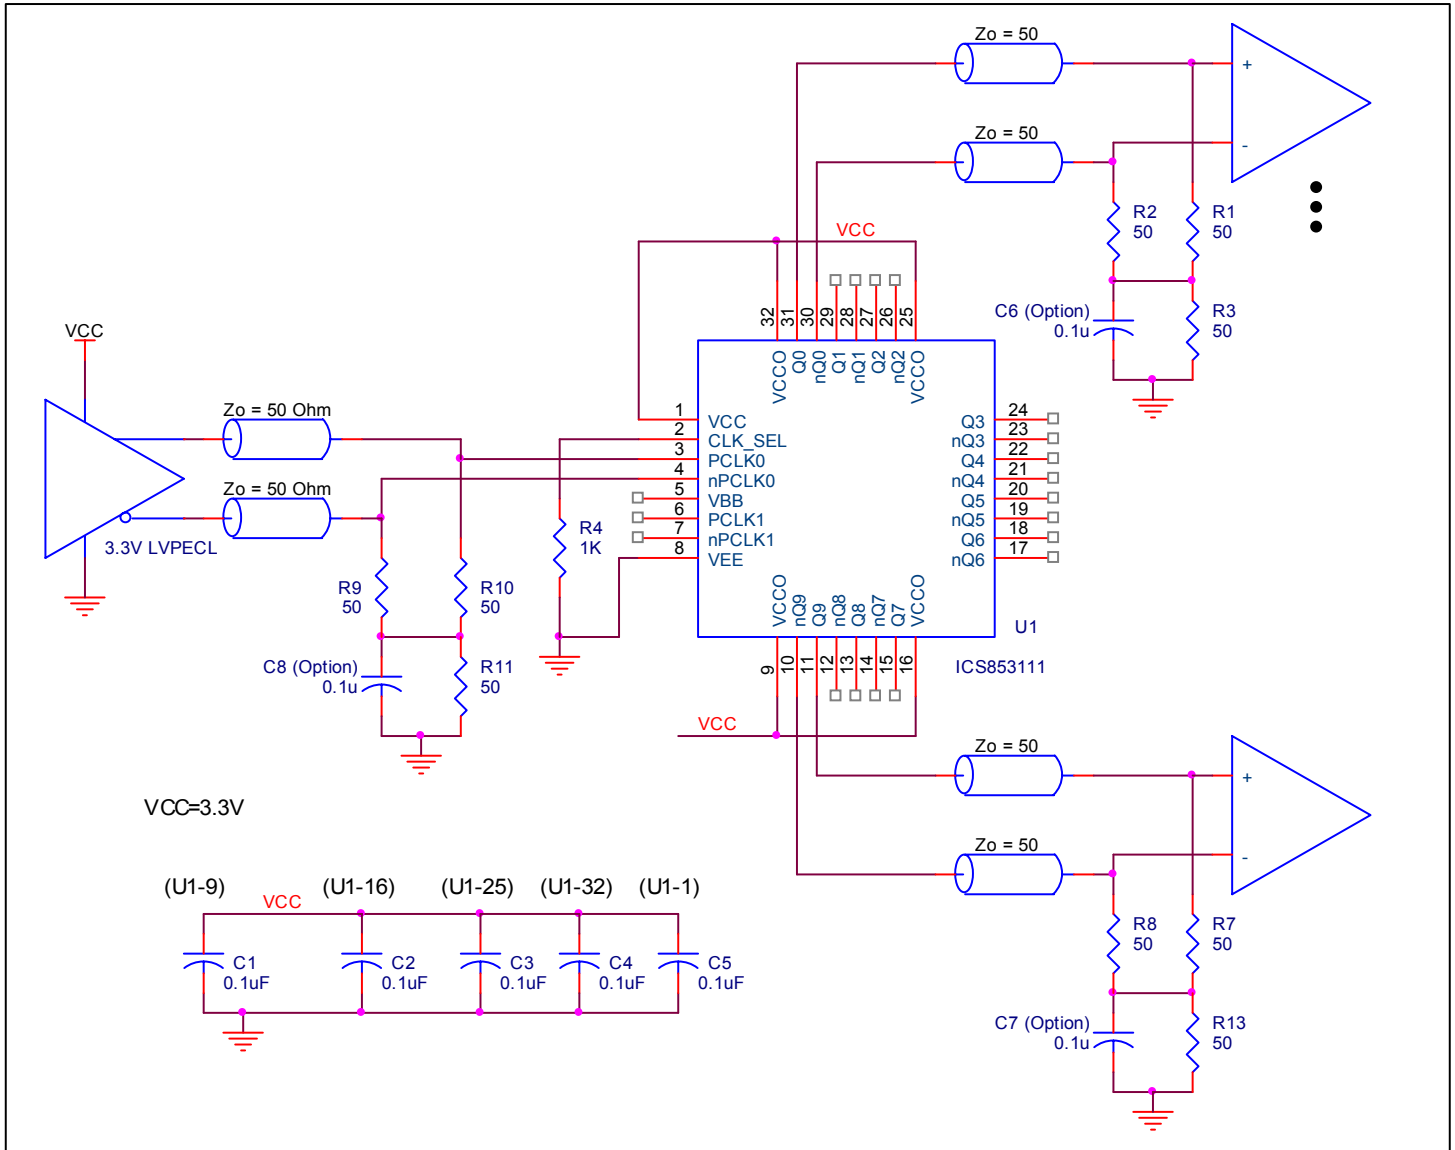 Zo = 50
+
Zo = 50
-
R2
50
R1
50
VCC
C6 (Option)
0.1u
R3
50
32
31
30
29
28
27
26
25
VCCO
Q0
nQ0
Q1
nQ1
Q2
nQ2
VCCO
VCC
Zo = 50 Ohm
Zo = 50 Ohm
3.3V LVPECL
1
2
3
4
5
6
7
8
VCC
CLK_SEL
PCLK0
nPCLK0
VBB
PCLK1
nPCLK1
VEE
Q3
nQ3
Q4
nQ4
Q5
nQ5
Q6
nQ6
24
23
22
21
20
19
18
17
R4
1K
R9
50
R10
50
C8 (Option)
0.1u
R11
50
VCCO
nQ9
Q9
nQ8
Q8
nQ7
Q7
VCCO
9
10
11
12
13
14
15
16
U1
ICS853111
VCC
Zo = 50
+
Zo = 50
-
R8
50
R7
50
C7 (Option)
0.1u
R13
50
VCC=3.3V
(U1-9)
(U1-16)
(U1-25)
(U1-32)
(U1-1)
VCC
C1
0.1uF
C2
0.1uF
C3
0.1uF
C4
0.1uF
C5
0.1uF